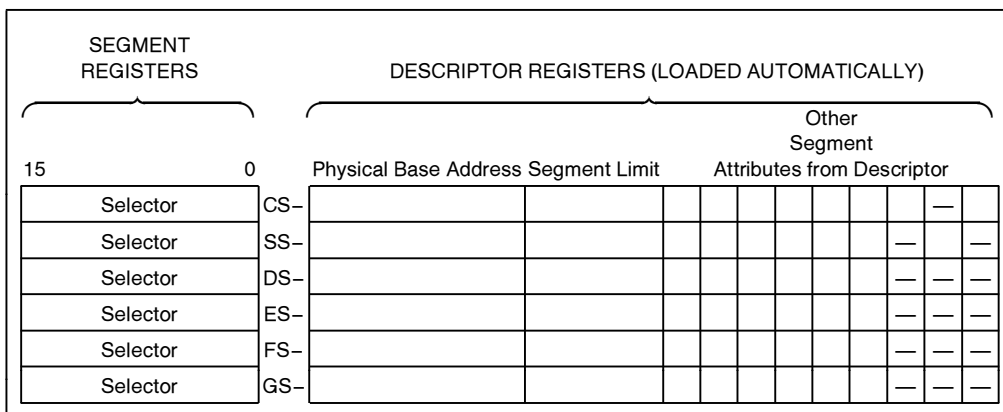 SEGMENT
REGISTERS
DESCRIPTOR REGISTERS (LOADED AUTOMATICALLY)
Other
Segment
15 0 Physical Base Address Segment Limit Attributes from Descriptor
Selector CS– —
Selector SS– — —
Selector DS– — — —
Selector ES– — — —
Selector FS– — — —
Selector GS– — — —